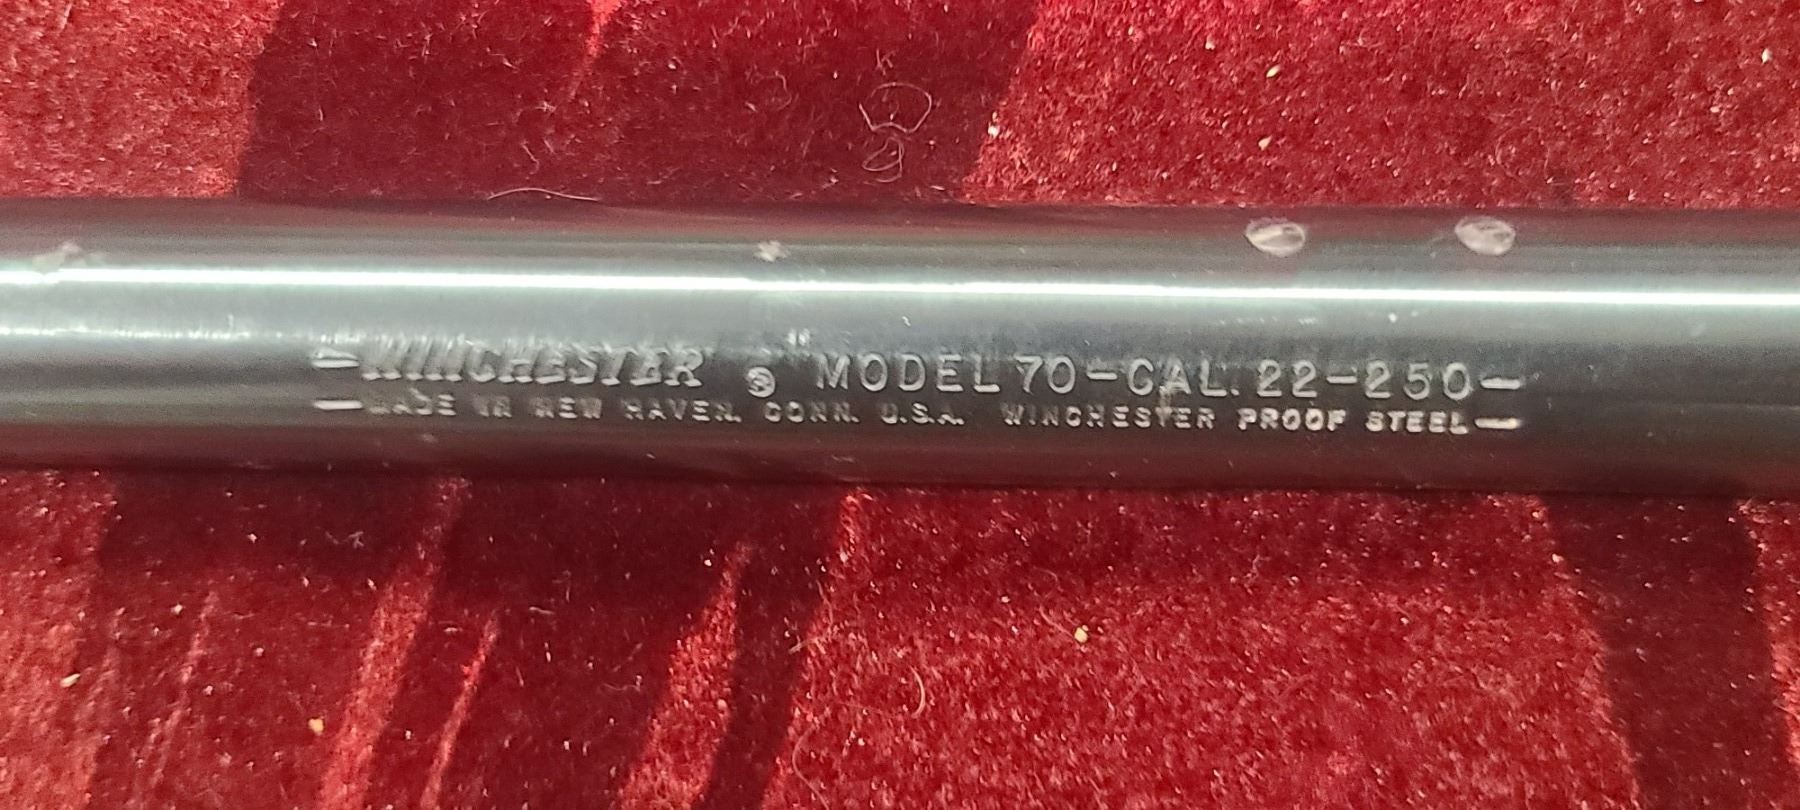 —WINCHESTER ® MODEL 70—CAL. 22-250—
—MADE IN NEW HAVEN, CONN. U.S.A. WINCHESTER PROOF STEEL—